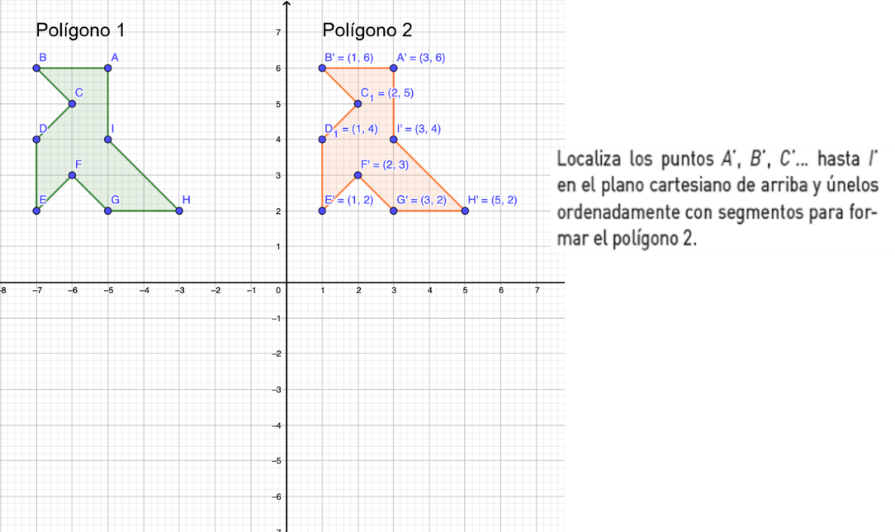 Polígono 1
Polígono 2
B
A
C
D
I
F
E
G
H
B' = (1, 6)
A' = (3, 6)
C₁ = (2, 5)
D₁ = (1, 4)
I' = (3, 4)
F' = (2, 3)
E' = (1, 2)
G' = (3, 2)
H' = (5, 2)
7
6
5
4
3
2
1
-8 -7 -6 -5 -4 -3 -2 -1 0 1 2 3 4 5 6 7
-1
-2
-3
-4
-5
-6
-7
Localiza los puntos A', B', C'... hasta I'
en el plano cartesiano de arriba y únelos
ordenadamente con segmentos para for-
mar el polígono 2.